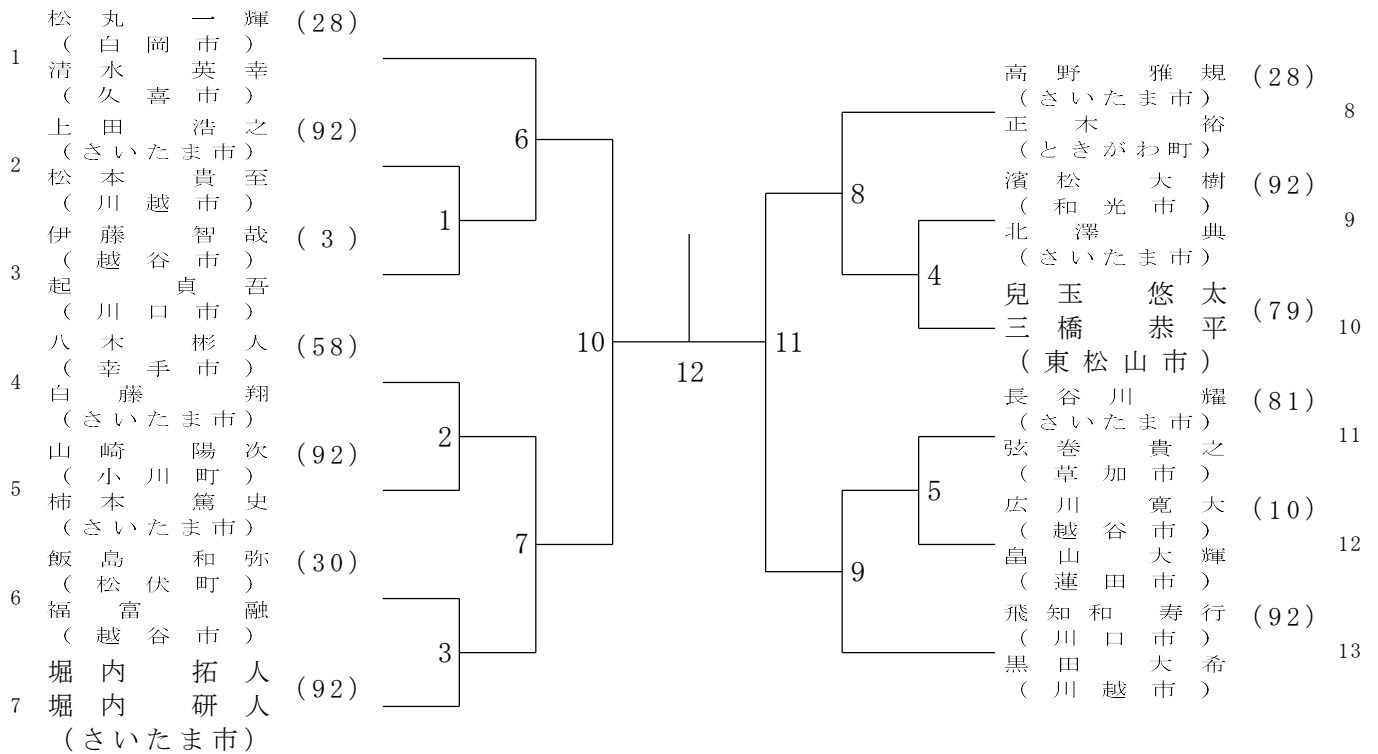 松丸 一輝 (28)
(白岡市)
1
清水 英幸
(久喜市)
上田 浩之 (92)
(さいたま市)
2
松本 貴至
(川越市)
伊藤 智哉 (3)
(越谷市)
3
起 貞吾
(川口市)
八木 彬人 (58)
(幸手市)
4
白藤 翔
(さいたま市)
山崎 陽次 (92)
(小川町)
5
柿本 篤史
(さいたま市)
飯島 和弥 (30)
(松伏町)
6
福富 融
(越谷市)
堀内 拓人
(92)
7 堀内 研人
(さいたま市)
6
1
10
2
7
3
12
11
8
4
5
9
高野 雅規 (28)
(さいたま市)
8
正木 裕
(ときがわ町)
濱松 大樹 (92)
(和光市)
9
北澤 典
(さいたま市)
兒玉 悠太
(79) 10
三橋 恭平
(東松山市)
長谷川 耀 (81)
(さいたま市)
11
弦巻 貴之
(草加市)
広川 寛大 (10)
(越谷市)
12
畠山 大輝
(蓮田市)
飛知和 寿行 (92)
(川口市)
13
黒田 大希
(川越市)